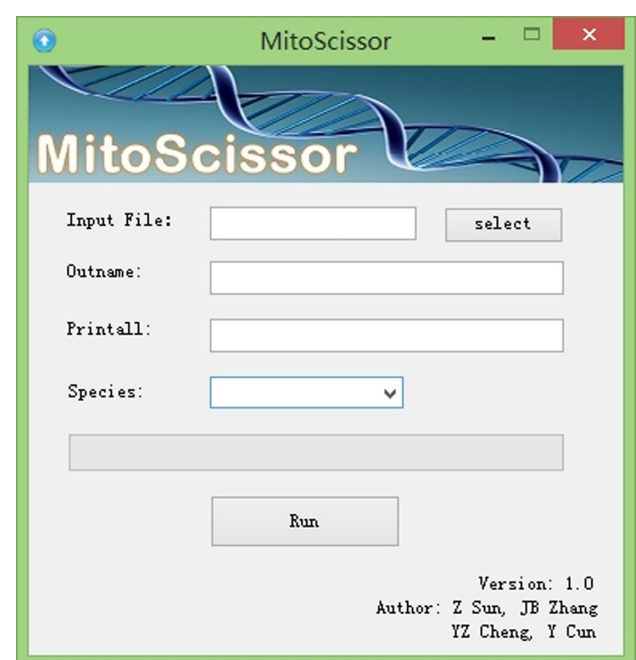 MitoScissor
MitoScissor
Input File:
select
Outname:
Printall:
Species:
Run
Version: 1.0
Author: Z Sun, JB Zhang
YZ Cheng, Y Cun